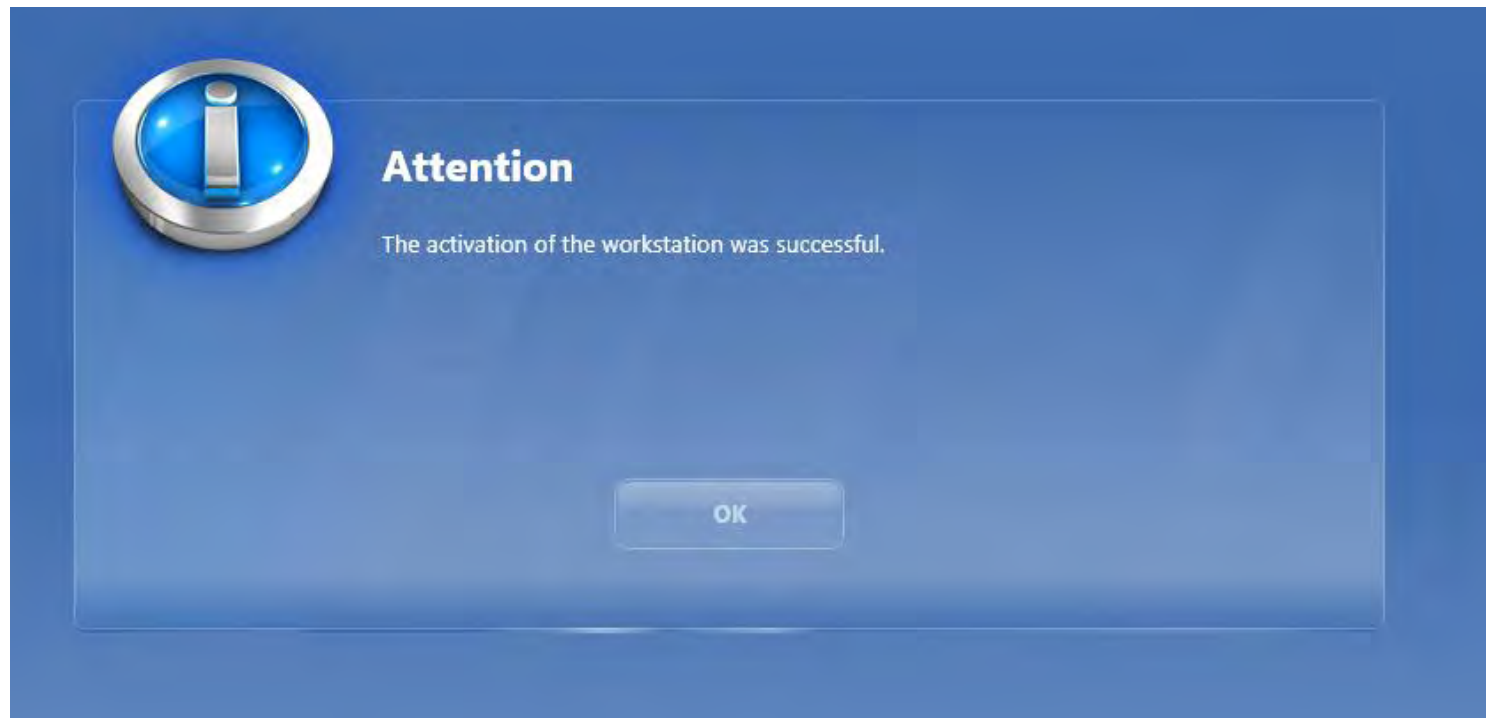 Attention
The activation of the workstation was successful.
OK